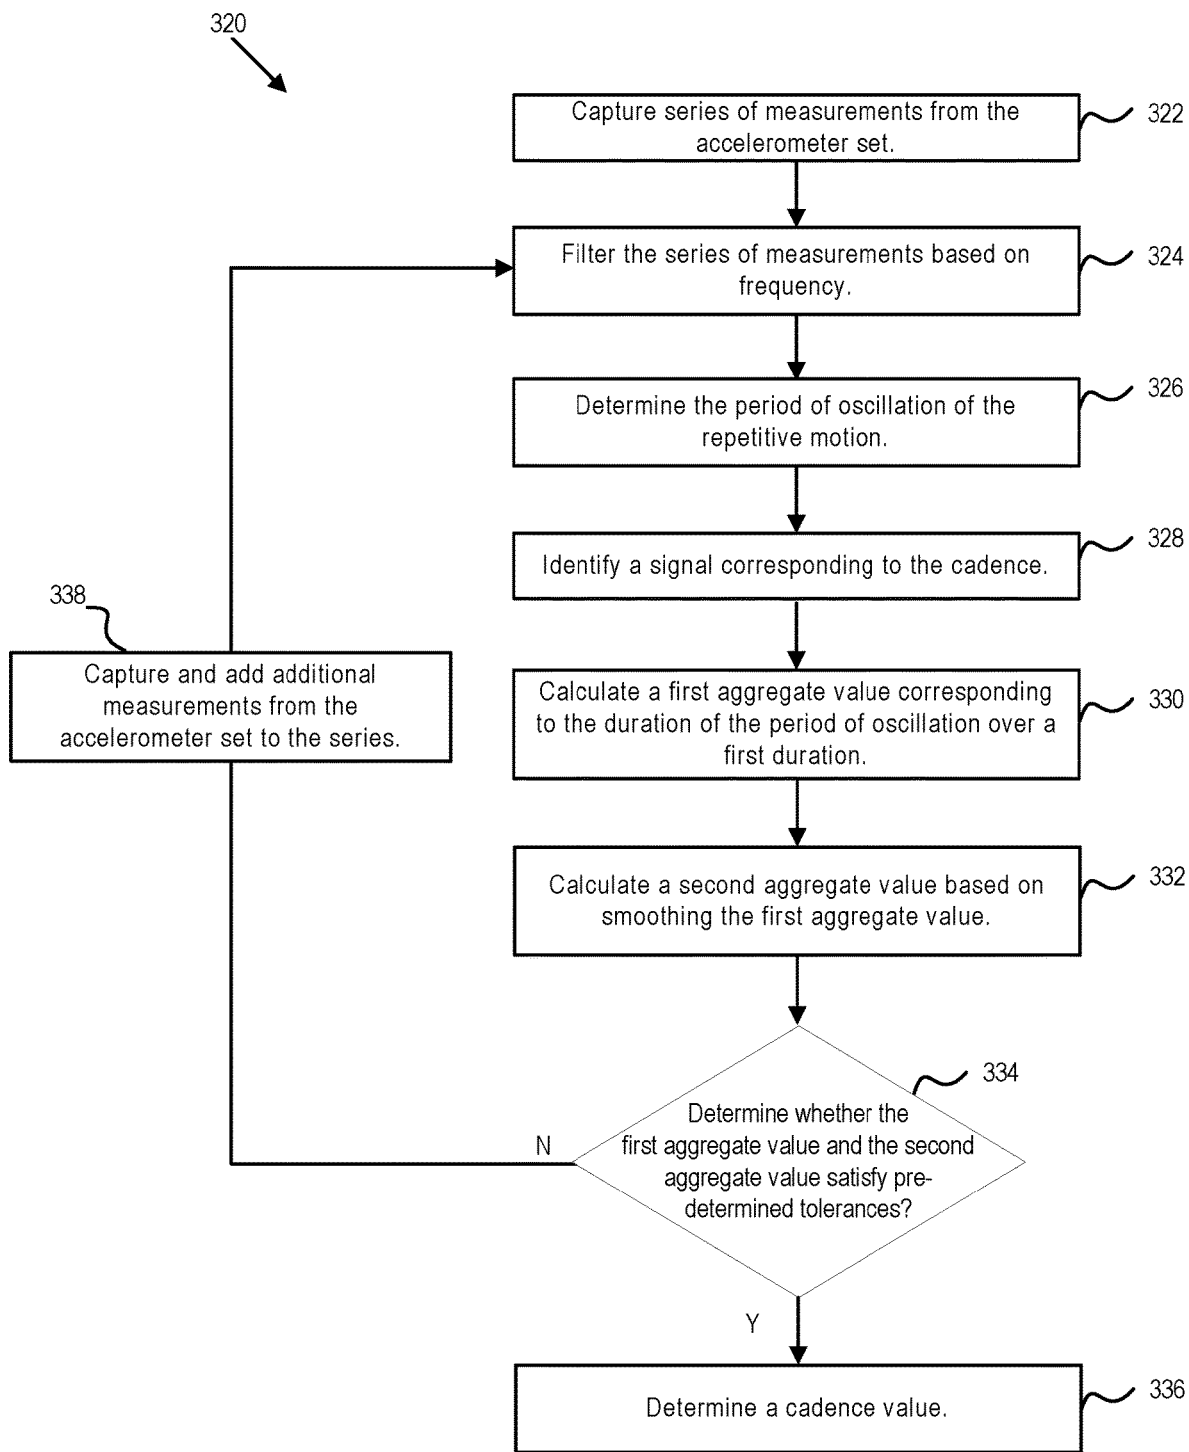 320
Capture series of measurements from the
accelerometer set.
322
Filter the series of measurements based on
frequency.
324
Determine the period of oscillation of the
repetitive motion.
326
Identify a signal corresponding to the cadence.
328
338
Capture and add additional
measurements from the
accelerometer set to the series.
Calculate a first aggregate value corresponding
to the duration of the period of oscillation over a
first duration.
330
Calculate a second aggregate value based on
smoothing the first aggregate value.
332
334
Determine whether the
first aggregate value and the second
aggregate value satisfy pre-
determined tolerances?
N
Y
Determine a cadence value.
336